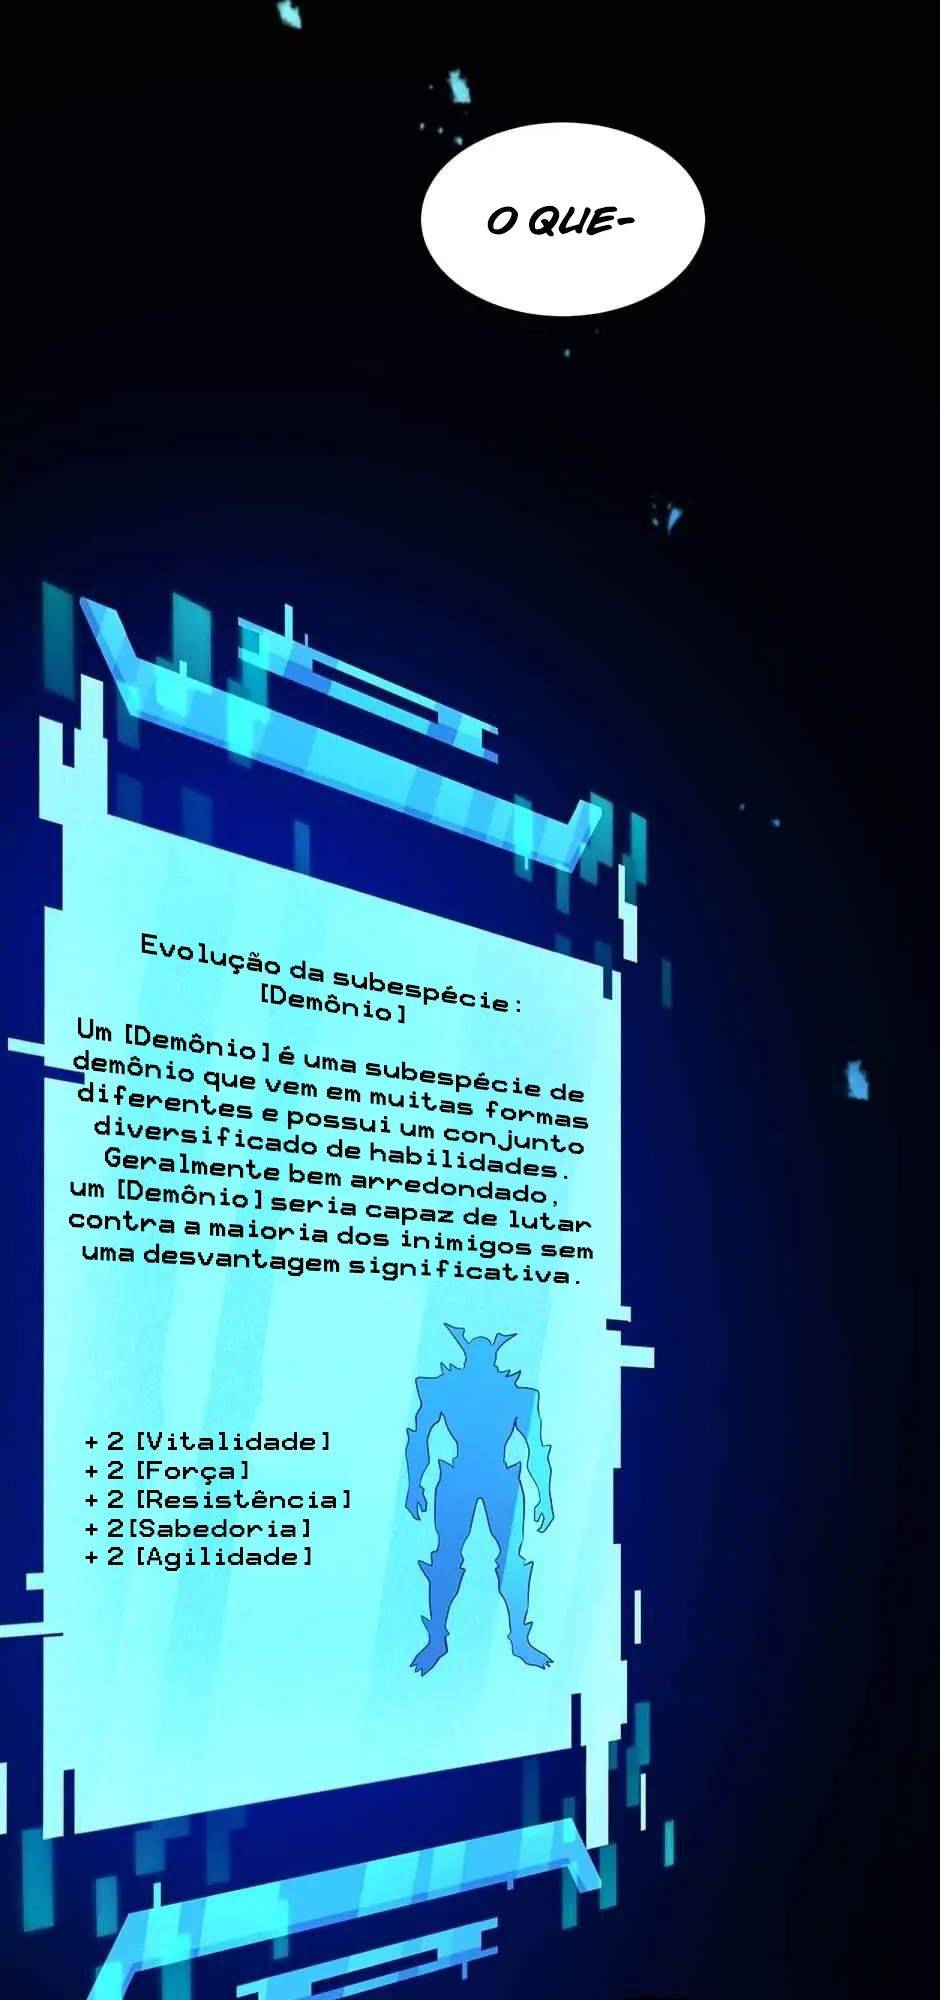 O QUE-
Evolução da subespécie:
[Demônio]
Um [Demônio] é uma subespécie de
demônio que vem em muitas formas
diferentes e possui um conjunto
diversificado de habilidades.
Geralmente bem arredondado,
um [Demônio] seria capaz de lutar
contra a maioria dos inimigos sem
uma desvantagem significativa.
+ 2 [Vitalidade]
+ 2 [Força]
+ 2 [Resistência]
+ 2[Sabedoria]
+ 2 [Agilidade]